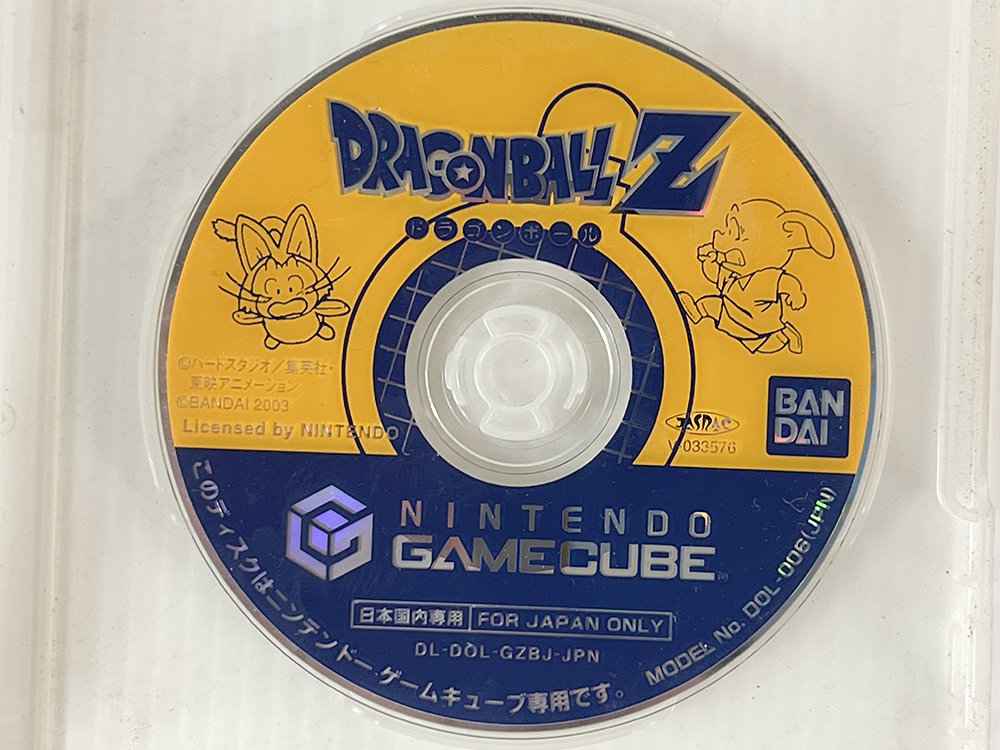 DRAGONBALL Z
ドラゴンボール
©バードスタジオ/集英社・
東映アニメーション
©BANDAI 2003
Licensed by NINTENDO
JASRAC
V-033576
BAN
DAI
NINTENDO
GAMECUBE
日本国内専用 FOR JAPAN ONLY
DL-DOL-GZBJ-JPN
このディスクはニンテンドーゲームキューブ専用です。
MODEL No. DOL-006(JPN)